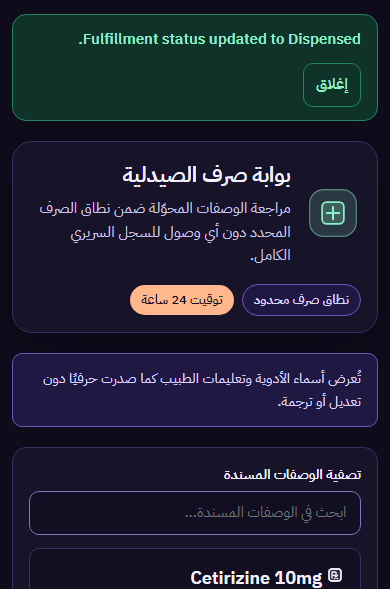 Fulfillment status updated to Dispensed.
إغلاق
بوابة صرف الصيدلية
مراجعة الوصفات المحوّلة ضمن نطاق الصرف
المحدد دون أي وصول للسجل السريري
الكامل.
نطاق صرف محدود
توقيت 24 ساعة
تُعرض أسماء الأدوية وتعليمات الطبيب كما صدرت حرفيًا دون
تعديل أو ترجمة.
تصفية الوصفات المسندة
ابحث في الوصفات المسندة...
Cetirizine 10mg